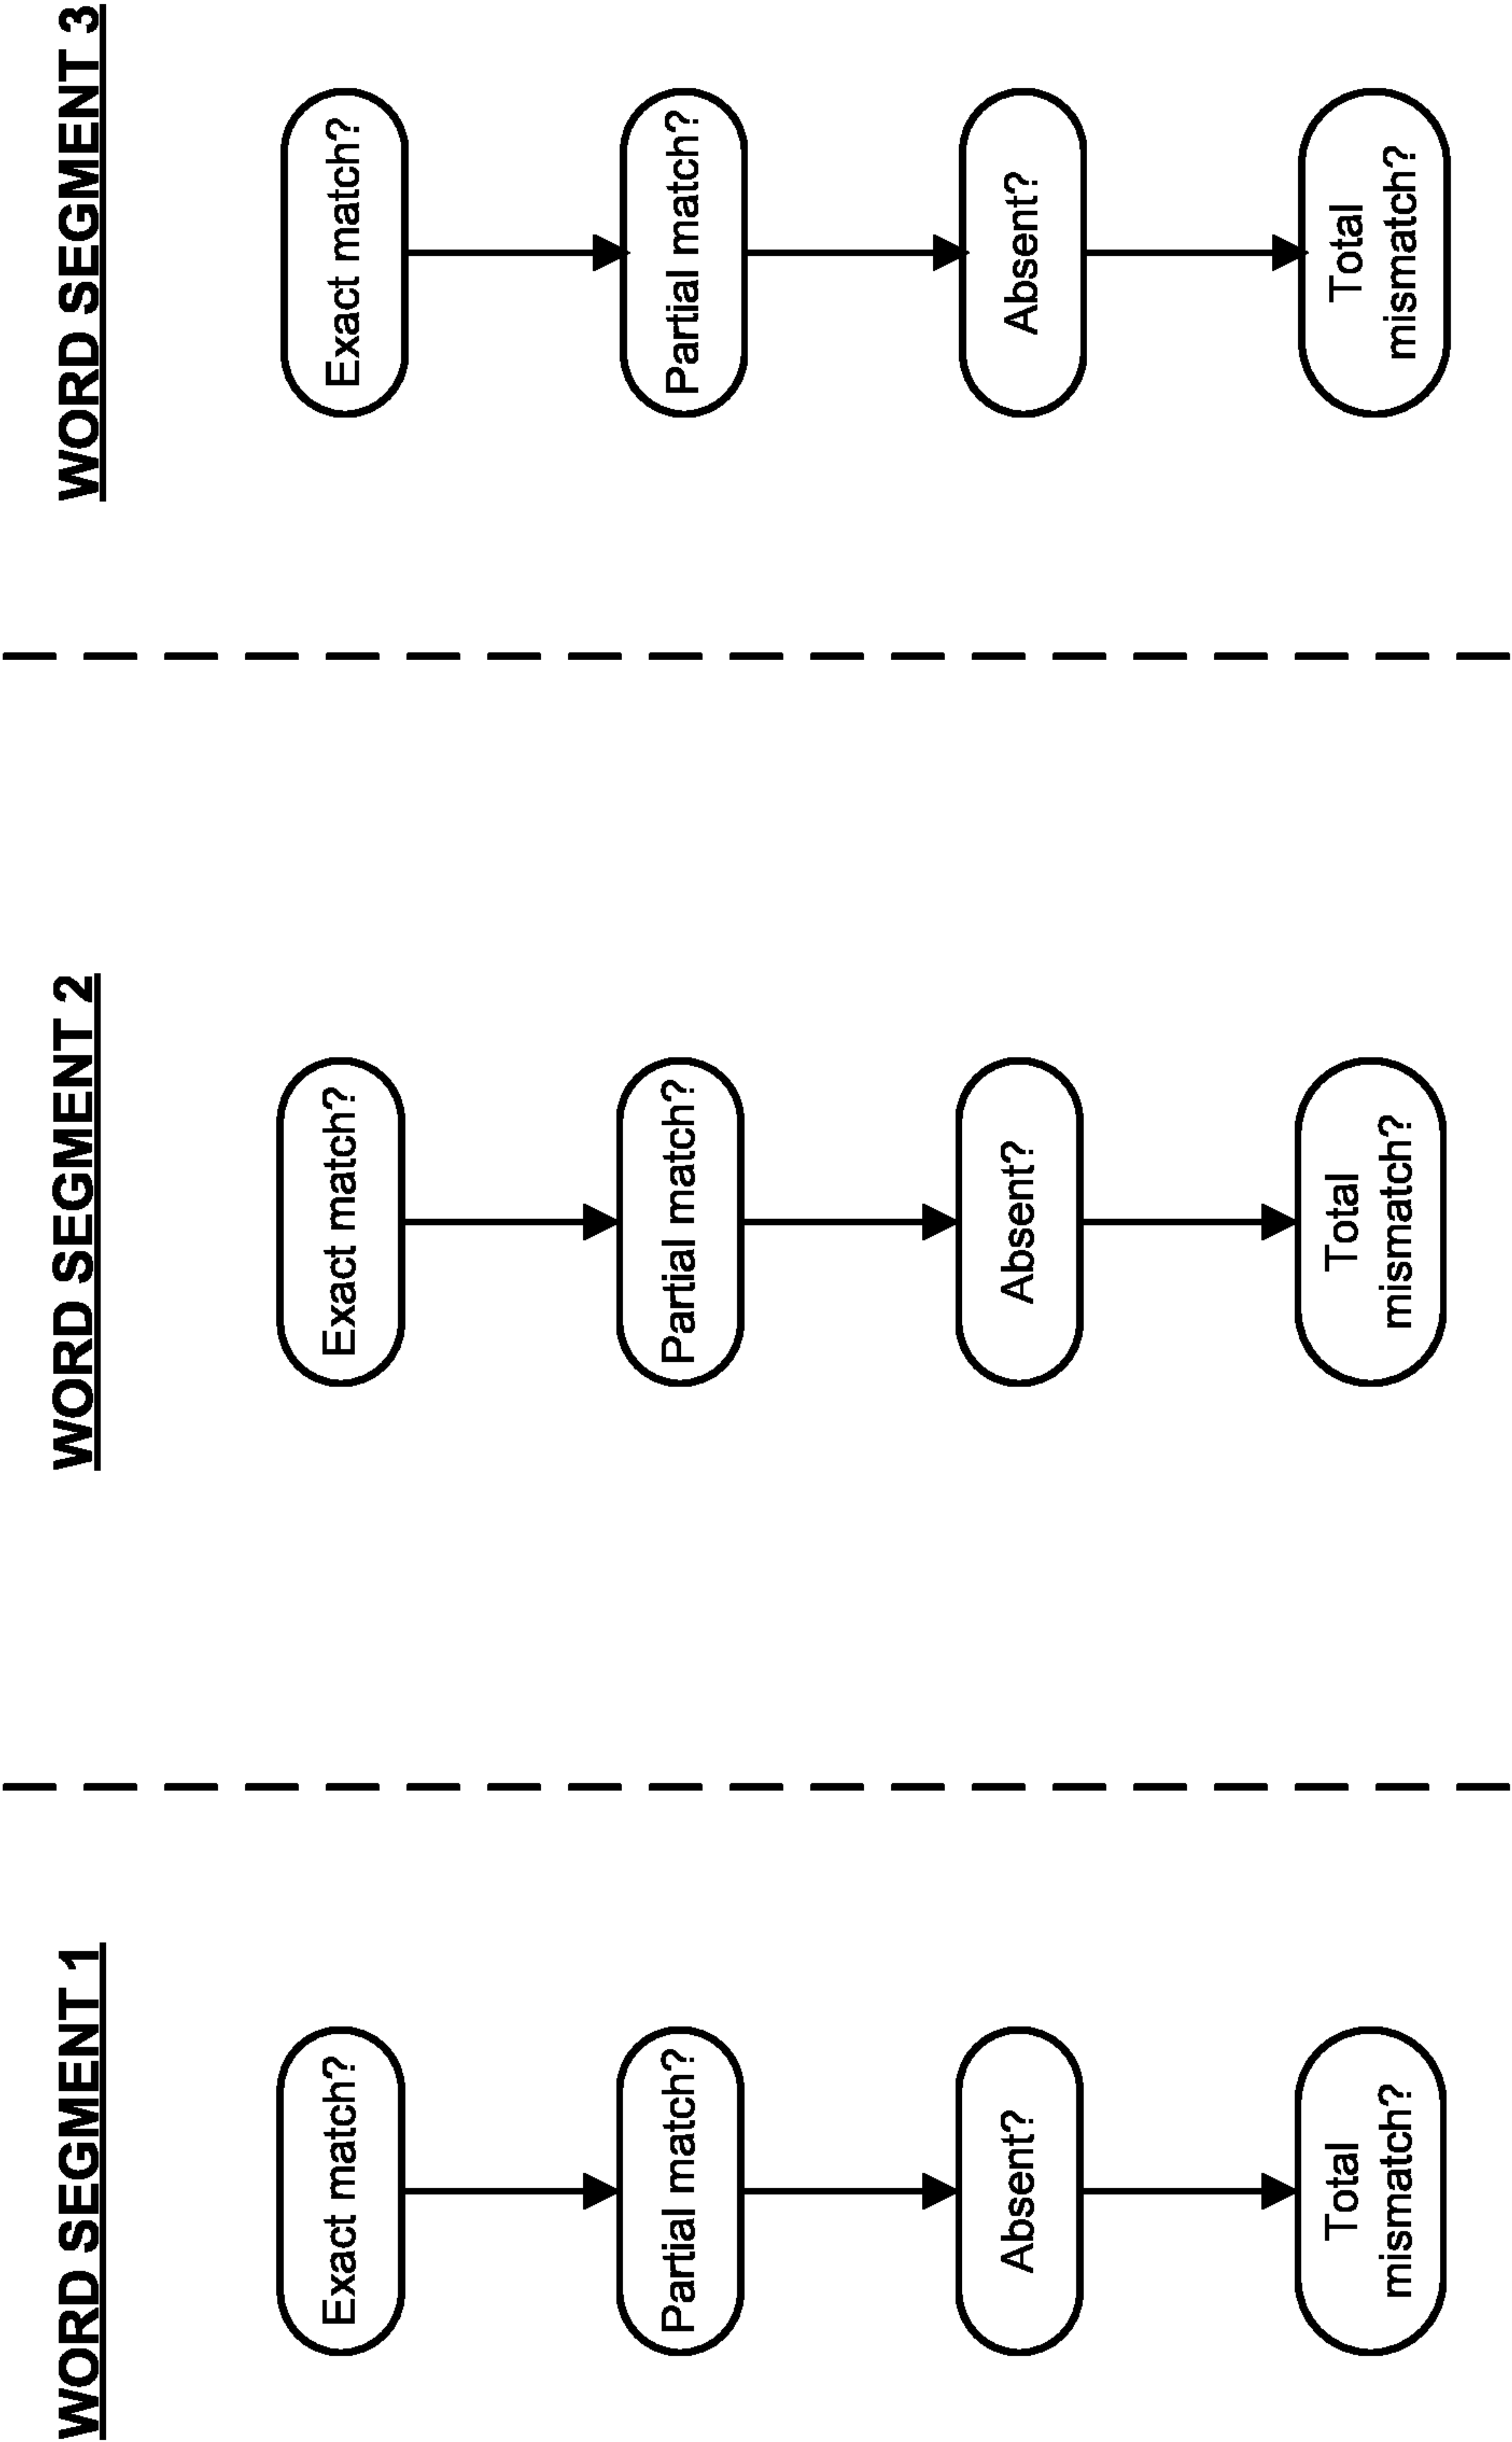 WORD SEGMENT 1
Exact match?
Partial match?
Absent?
Total
mismatch?
WORD SEGMENT 2
Exact match?
Partial match?
Absent?
Total
mismatch?
WORD SEGMENT 3
Exact match?
Partial match?
Absent?
Total
mismatch?